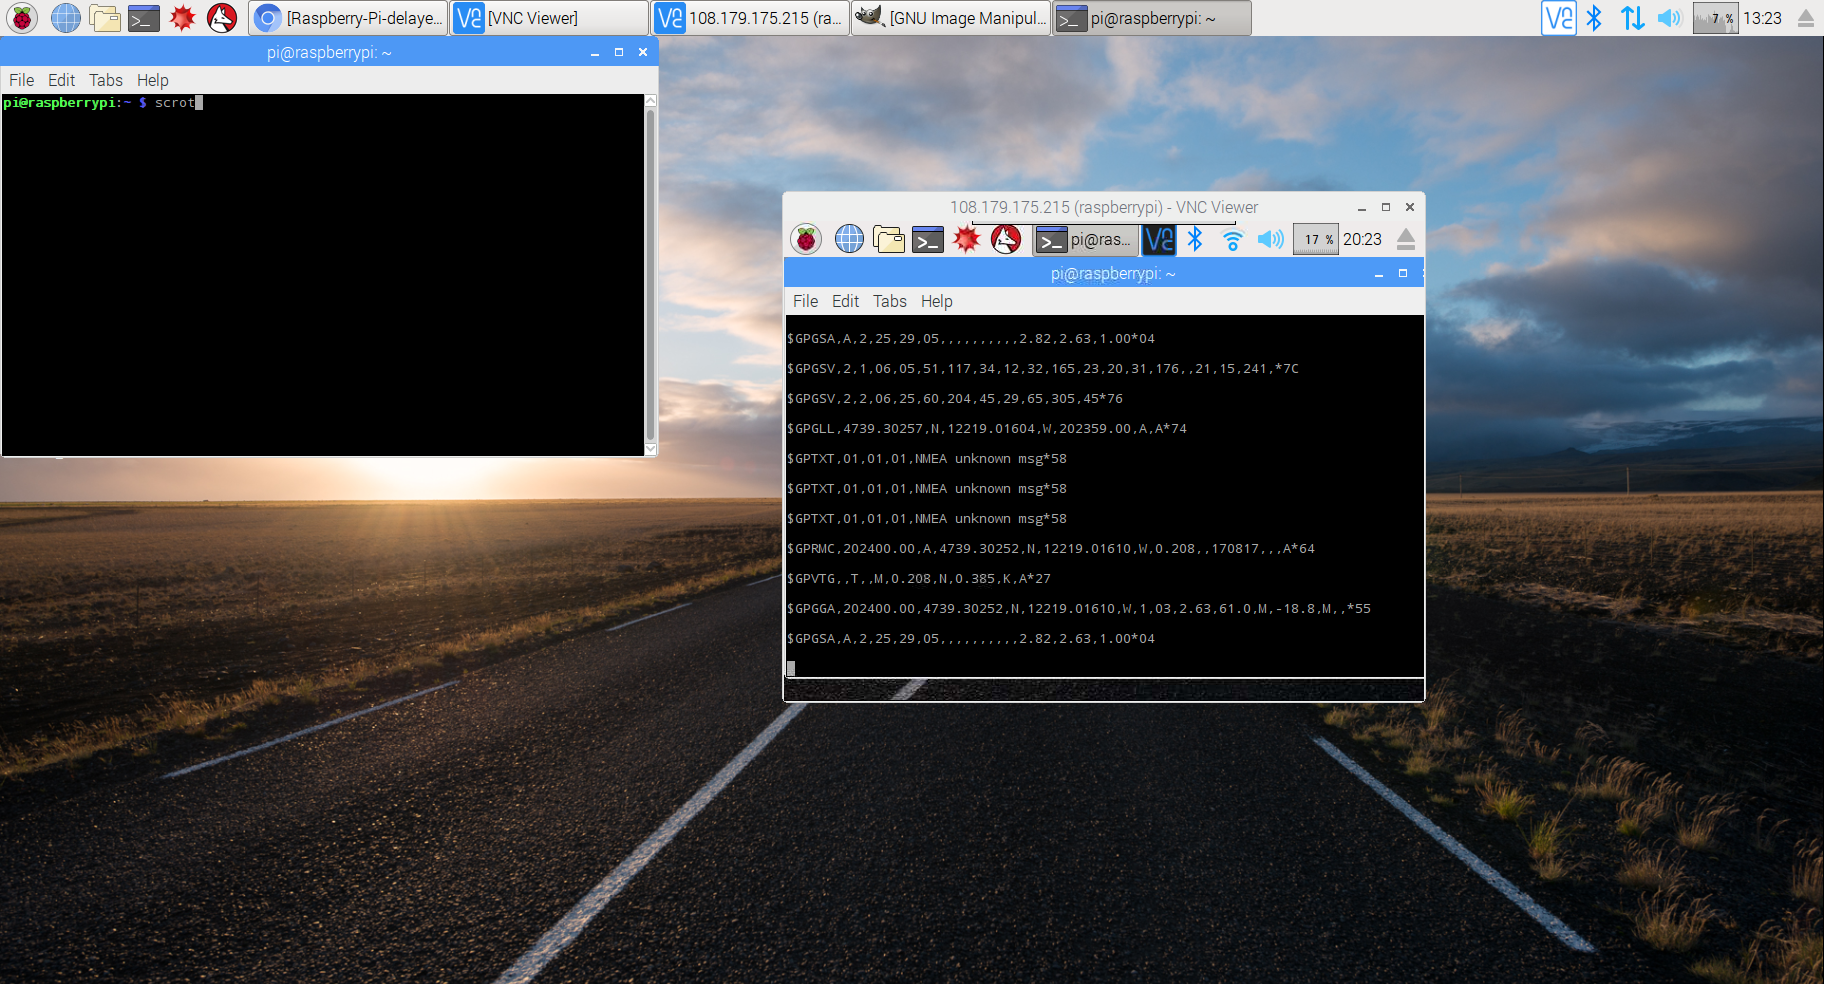 [Raspberry-Pi-delaye... [VNC Viewer] 108.179.175.215 (ra... [GNU Image Manipul... pi@raspberrypi: ~ 7 % 13:23
pi@raspberrypi: ~
File Edit Tabs Help
pi@raspberrypi:~ $ scrot
108.179.175.215 (raspberrypi) - VNC Viewer
pi@ras... 17 % 20:23
pi@raspberrypi: ~
File Edit Tabs Help
$GPGSA,A,2,25,29,05,,,,,,,,,,2.82,2.63,1.00*04
$GPGSV,2,1,06,05,51,117,34,12,32,165,23,20,31,176,,21,15,241,*7C
$GPGSV,2,2,06,25,60,204,45,29,65,305,45*76
$GPGLL,4739.30257,N,12219.01604,W,202359.00,A,A*74
$GPTXT,01,01,01,NMEA unknown msg*58
$GPTXT,01,01,01,NMEA unknown msg*58
$GPTXT,01,01,01,NMEA unknown msg*58
$GPRMC,202400.00,A,4739.30252,N,12219.01610,W,0.208,,170817,,,A*64
$GPVTG,,T,,M,0.208,N,0.385,K,A*27
$GPGGA,202400.00,4739.30252,N,12219.01610,W,1,03,2.63,61.0,M,-18.8,M,,*55
$GPGSA,A,2,25,29,05,,,,,,,,,,2.82,2.63,1.00*04